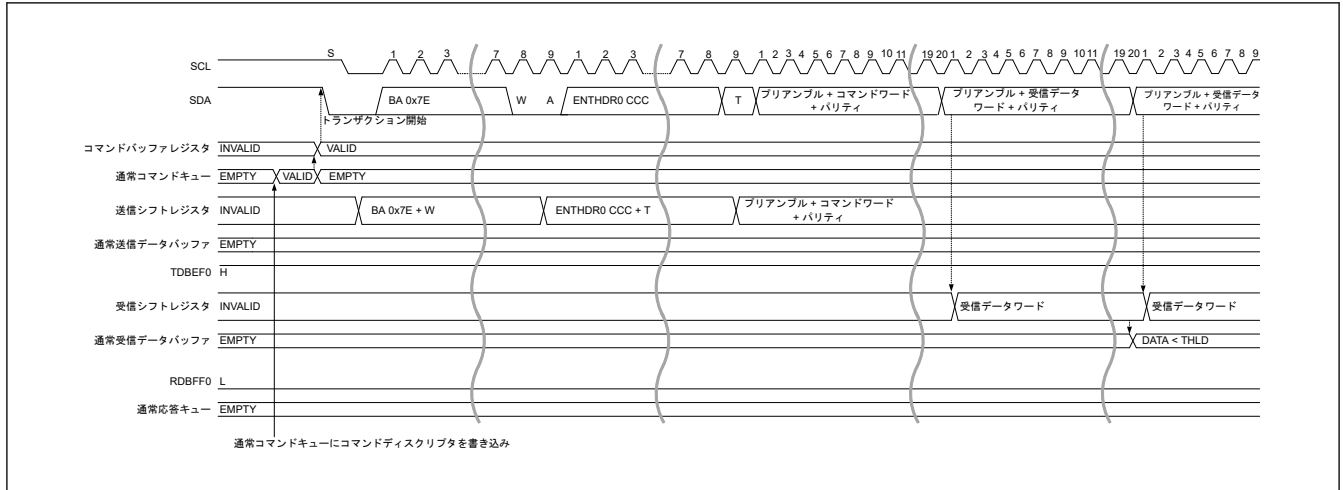 S 1 2 3 7 8 9 1 2 3 7 8 9 1 2 3 4 5 6 7 8 9 10 11 19 20 1 2 3 4 5 6 7 8 9 10 11 19 20 1 2 3 4 5 6 7 8 9
SCL
SDA BA 0x7E W A ENTHDR0 CCC T プリアンブル + コマンドワード
+ パリティ
プリアンブル + 受信データ
ワード + パリティ
プリアンブル + 受信データ
ワード + パリティ
トランザクション開始
コマンドバッファレジスタ INVALID VALID
通常コマンドキュー EMPTY VALID EMPTY
送信シフトレジスタ INVALID BA 0x7E + W ENTHDR0 CCC + T プリアンブル + コマンドワード
+ パリティ
通常送信データバッファ EMPTY
TDBEF0 H
受信シフトレジスタ INVALID 受信データワード 受信データワード
通常受信データバッファ EMPTY DATA < THLD
RDBFF0 L
通常応答キュー EMPTY
通常コマンドキューにコマンドディスクリプタを書き込み